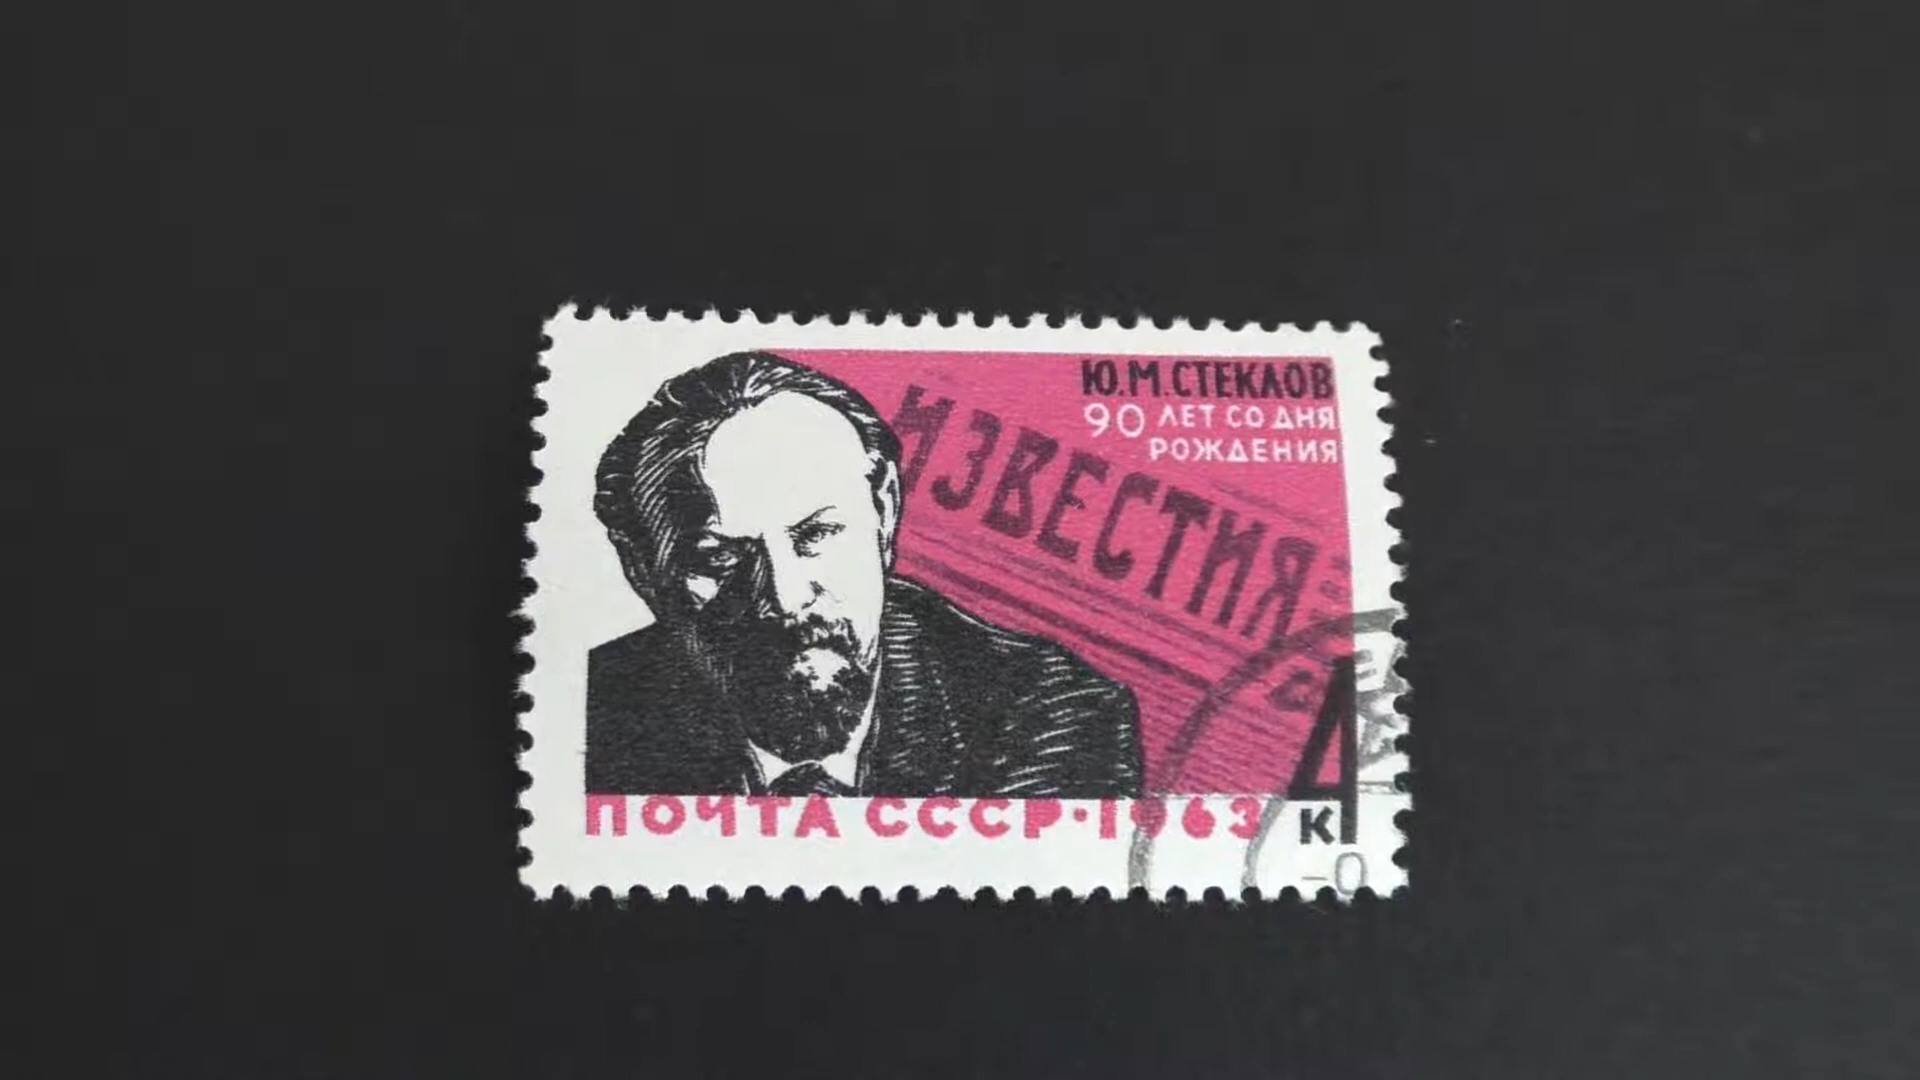 Ю.М.СТЕКЛОВ
90 ЛЕТ СО ДНЯ
РОЖДЕНИЯ
ИЗВЕСТИЯ
ПОЧТА СССР·1963
4
К